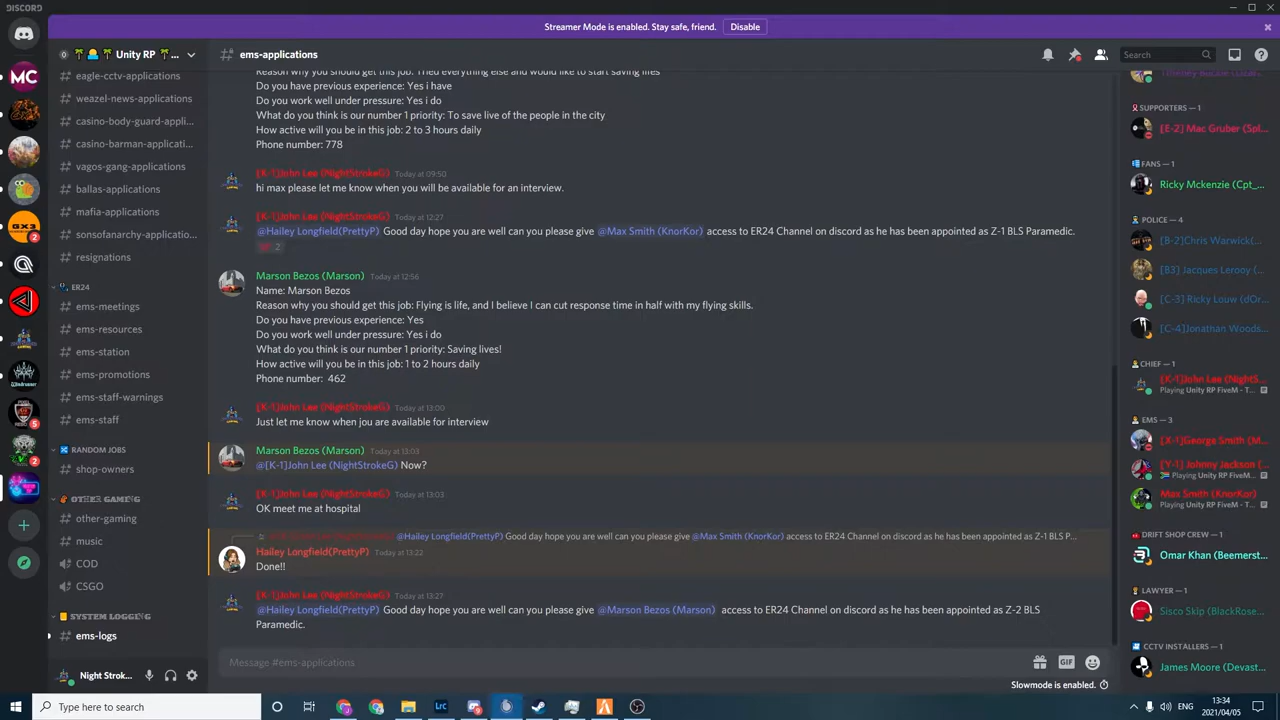 DISCORD
Streamer Mode is enabled. Stay safe, friend. Disable
Unity RP
ems-applications
Search
eagle-cctv-applications
weazel-news-applications
casino-body-guard-appli...
casino-barman-applicati...
vagos-gang-applications
ballas-applications
mafia-applications
sonsofanarchy-applicatio...
resignations
ER24
ems-meetings
ems-resources
ems-station
ems-promotions
ems-staff-warnings
ems-staff
RANDOM JOBS
shop-owners
OTHER GAMING
other-gaming
music
COD
CSGO
SYSTEM LOGGING
ems-logs
Night Strok...
MC
GX3
2
5
2
Reason why you should get this job: Tried everything else and would like to start saving lifes
Do you have previous experience: Yes i have
Do you work well under pressure: Yes i do
What do you think is our number 1 priority: To save live of the people in the city
How active will you be in this job: 2 to 3 hours daily
Phone number: 778
[K-1]John Lee (NightStrokeG) Today at 09:50
hi max please let me know when you will be available for an interview.
[K-1]John Lee (NightStrokeG) Today at 12:27
@Hailey Longfield(PrettyP) Good day hope you are well can you please give @Max Smith (KnorKor) access to ER24 Channel on discord as he has been appointed as Z-1 BLS Paramedic.
2
Marson Bezos (Marson) Today at 12:56
Name: Marson Bezos
Reason why you should get this job: Flying is life, and I believe I can cut response time in half with my flying skills.
Do you have previous experience: Yes
Do you work well under pressure: Yes i do
What do you think is our number 1 priority: Saving lives!
How active will you be in this job: 1 to 2 hours daily
Phone number: 462
[K-1]John Lee (NightStrokeG) Today at 13:00
Just let me know when jou are available for interview
Marson Bezos (Marson) Today at 13:03
@[K-1]John Lee (NightStrokeG) Now?
[K-1]John Lee (NightStrokeG) Today at 13:03
OK meet me at hospital
@Hailey Longfield(PrettyP) Good day hope you are well can you please give @Max Smith (KnorKor) access to ER24 Channel on discord as he has been appointed as Z-1 BLS P...
Hailey Longfield(PrettyP) Today at 13:22
Done!!
[K-1]John Lee (NightStrokeG) Today at 13:27
@Hailey Longfield(PrettyP) Good day hope you are well can you please give @Marson Bezos (Marson) access to ER24 Channel on discord as he has been appointed as Z-2 BLS
Paramedic.
Message #ems-applications
GIF
Slowmode is enabled.
SUPPORTERS — 1
[E-2] Mac Gruber (Spl...
FANS — 1
Ricky Mckenzie (Cpt_...
POLICE — 4
[B-2]Chris Warwick(...
[B3] Jacques Lerooy (...
[C-3] Ricky Louw (dOr...
[C-4]Jonathan Woods...
CHIEF — 1
[K-1]John Lee (NightS...
Playing Unity RP FiveM - T...
EMS — 3
[X-1]George Smith (M...
[Y-1] Johnny Jackson (...
Playing Unity RP FiveM...
Max Smith (KnorKor)
Playing Unity RP FiveM - T...
DRIFT SHOP CREW — 1
Omar Khan (Beemerst...
LAWYER — 1
Sisco Skip (BlackRose...
CCTV INSTALLERS — 1
James Moore (Devast...
Type here to search
Lrc
ENG
13:34
2021/04/05